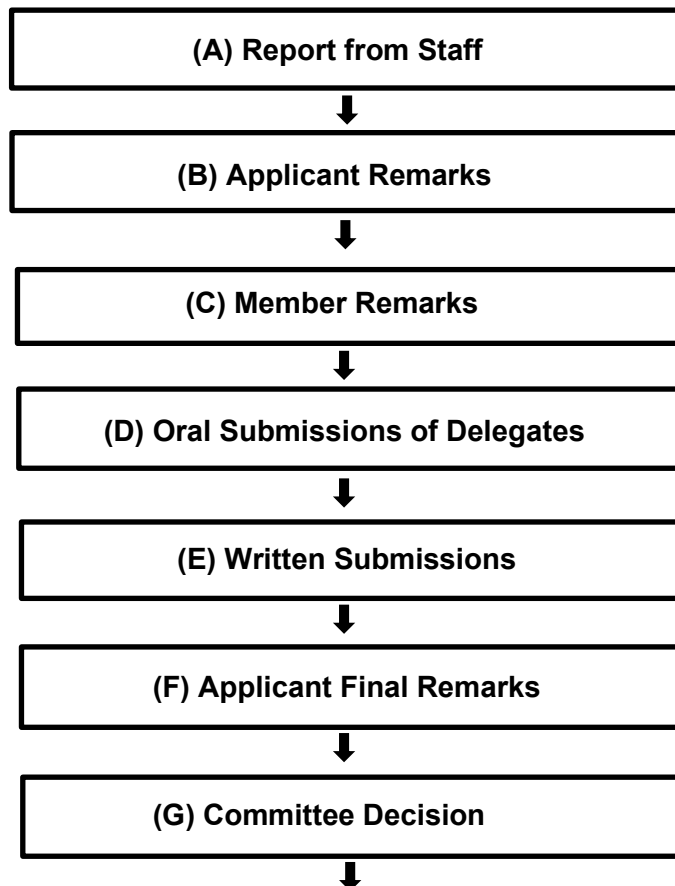 (A) Report from Staff
(B) Applicant Remarks
(C) Member Remarks
(D) Oral Submissions of Delegates
(E) Written Submissions
(F) Applicant Final Remarks
(G) Committee Decision